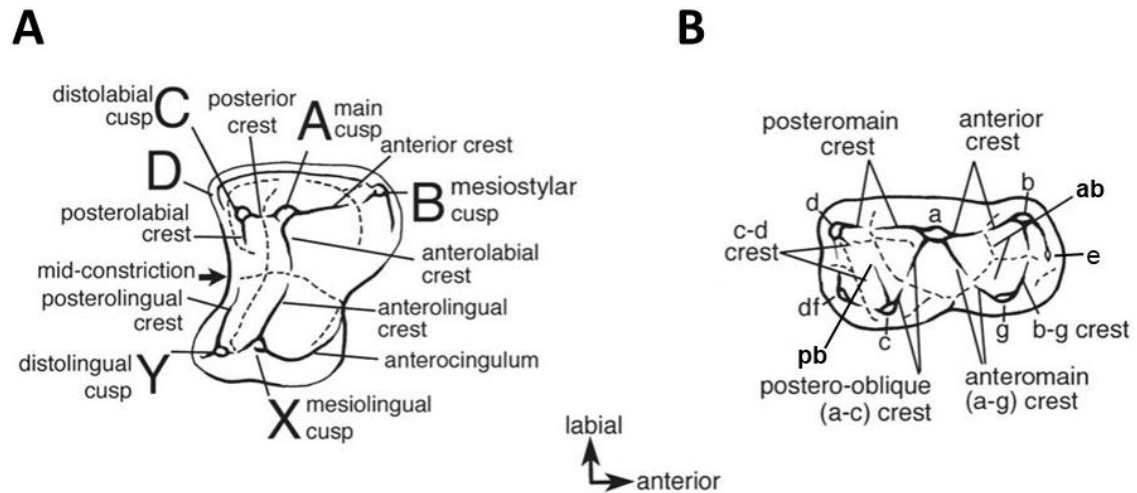 A
distolabial
cusp C
posterior
crest
A main
cusp
anterior crest
D
B mesiostylar
cusp
posterolabial
crest
anterolabial
crest
mid-constriction
posterolingual
crest
anterolingual
crest
distolingual
cusp Y
anterocingulum
X mesiolingual
cusp
labial
anterior
B
posteromain
crest
anterior
crest
d
a
b
ab
c-d
crest
e
df
c
g
b-g crest
pb
postero-oblique
(a-c) crest
anteromain
(a-g) crest